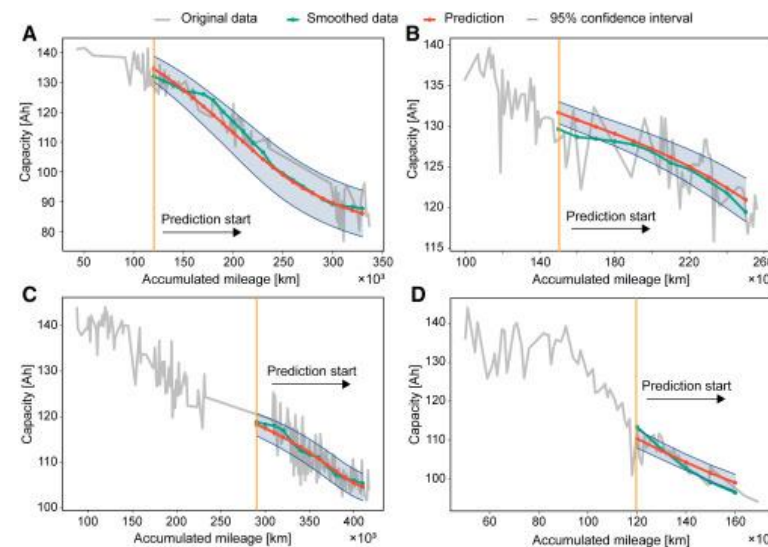 Original data Smoothed data Prediction 95% confidence interval
A
B
140
130
120
110
100
90
80
Capacity [Ah]
Prediction start
50 100 150 200 250 300 350
Accumulated mileage [km] ×10³
140
135
130
125
120
115
Capacity [Ah]
Prediction start
100 140 180 220 260
Accumulated mileage [km] ×10
C
D
140
130
120
110
100
Capacity [Ah]
Prediction start
100 200 300 400
Accumulated mileage [km] ×10³
140
130
120
110
100
Capacity [Ah]
Prediction start
60 80 100 120 140 160
Accumulated mileage [km] ×10